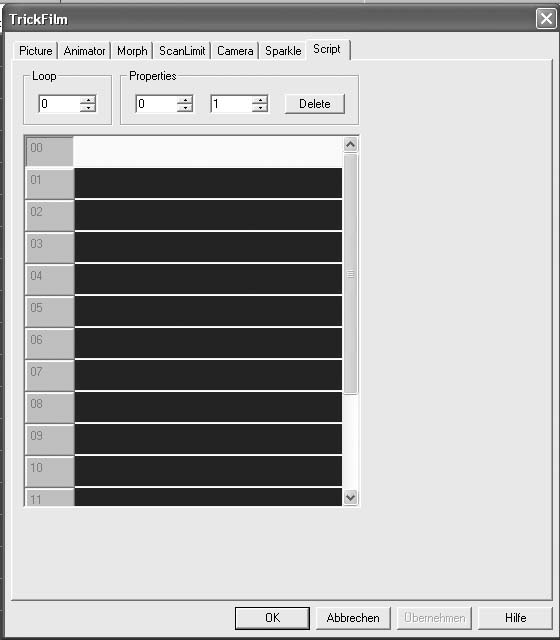 TrickFilm
Picture Animator Morph ScanLimit Camera Sparkle Script
Loop Properties
0 0 1 Delete
00
01
02
03
04
05
06
07
08
09
10
11
OK Abbrechen Übernehmen Hilfe